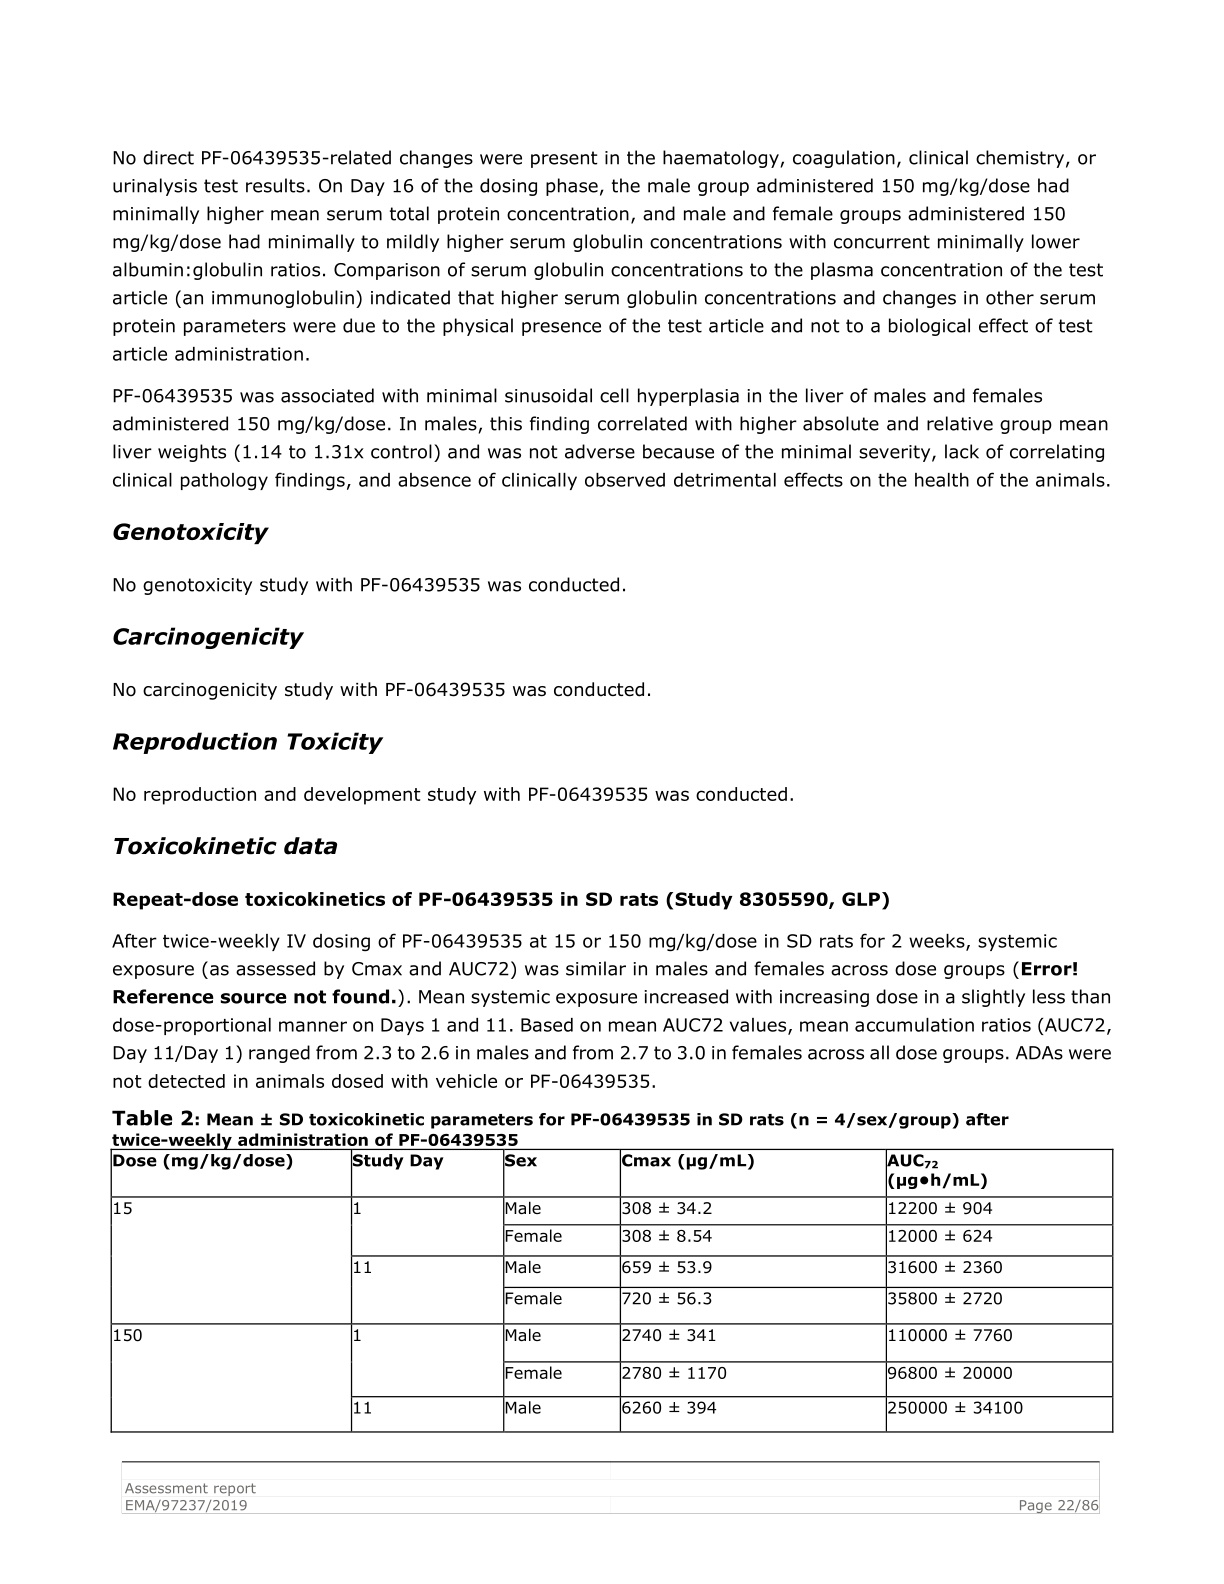 No direct PF-06439535-related changes were present in the haematology, coagulation, clinical chemistry, or
urinalysis test results. On Day 16 of the dosing phase, the male group administered 150 mg/kg/dose had
minimally higher mean serum total protein concentration, and male and female groups administered 150
mg/kg/dose had minimally to mildly higher serum globulin concentrations with concurrent minimally lower
albumin:globulin ratios. Comparison of serum globulin concentrations to the plasma concentration of the test
article (an immunoglobulin) indicated that higher serum globulin concentrations and changes in other serum
protein parameters were due to the physical presence of the test article and not to a biological effect of test
article administration.
PF-06439535 was associated with minimal sinusoidal cell hyperplasia in the liver of males and females
administered 150 mg/kg/dose. In males, this finding correlated with higher absolute and relative group mean
liver weights (1.14 to 1.31x control) and was not adverse because of the minimal severity, lack of correlating
clinical pathology findings, and absence of clinically observed detrimental effects on the health of the animals.
Genotoxicity
No genotoxicity study with PF-06439535 was conducted.
Carcinogenicity
No carcinogenicity study with PF-06439535 was conducted.
Reproduction Toxicity
No reproduction and development study with PF-06439535 was conducted.
Toxicokinetic data
Repeat-dose toxicokinetics of PF-06439535 in SD rats (Study 8305590, GLP)
After twice-weekly IV dosing of PF-06439535 at 15 or 150 mg/kg/dose in SD rats for 2 weeks, systemic
exposure (as assessed by Cmax and AUC72) was similar in males and females across dose groups (Error!
Reference source not found.). Mean systemic exposure increased with increasing dose in a slightly less than
dose-proportional manner on Days 1 and 11. Based on mean AUC72 values, mean accumulation ratios (AUC72,
Day 11/Day 1) ranged from 2.3 to 2.6 in males and from 2.7 to 3.0 in females across all dose groups. ADAs were
not detected in animals dosed with vehicle or PF-06439535.
Table 2: Mean ± SD toxicokinetic parameters for PF-06439535 in SD rats (n = 4/sex/group) after
twice-weekly administration of PF-06439535
Dose (mg/kg/dose) Study Day Sex Cmax (µg/mL) AUC₇₂
(µg●h/mL)
15 1 Male 308 ± 34.2 12200 ± 904
Female 308 ± 8.54 12000 ± 624
11 Male 659 ± 53.9 31600 ± 2360
Female 720 ± 56.3 35800 ± 2720
150 1 Male 2740 ± 341 110000 ± 7760
Female 2780 ± 1170 96800 ± 20000
11 Male 6260 ± 394 250000 ± 34100
Assessment report
EMA/97237/2019 Page 22/86